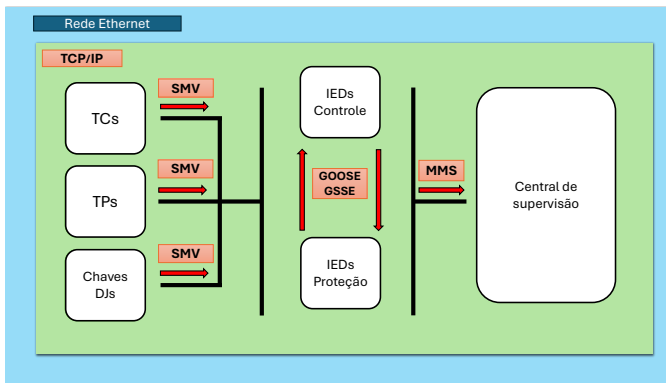 Rede Ethernet
TCP/IP
SMV
TCs
SMV
TPs
SMV
Chaves
DJs
IEDs
Controle
GOOSE
GSSE
IEDs
Proteção
MMS
Central de
supervisão